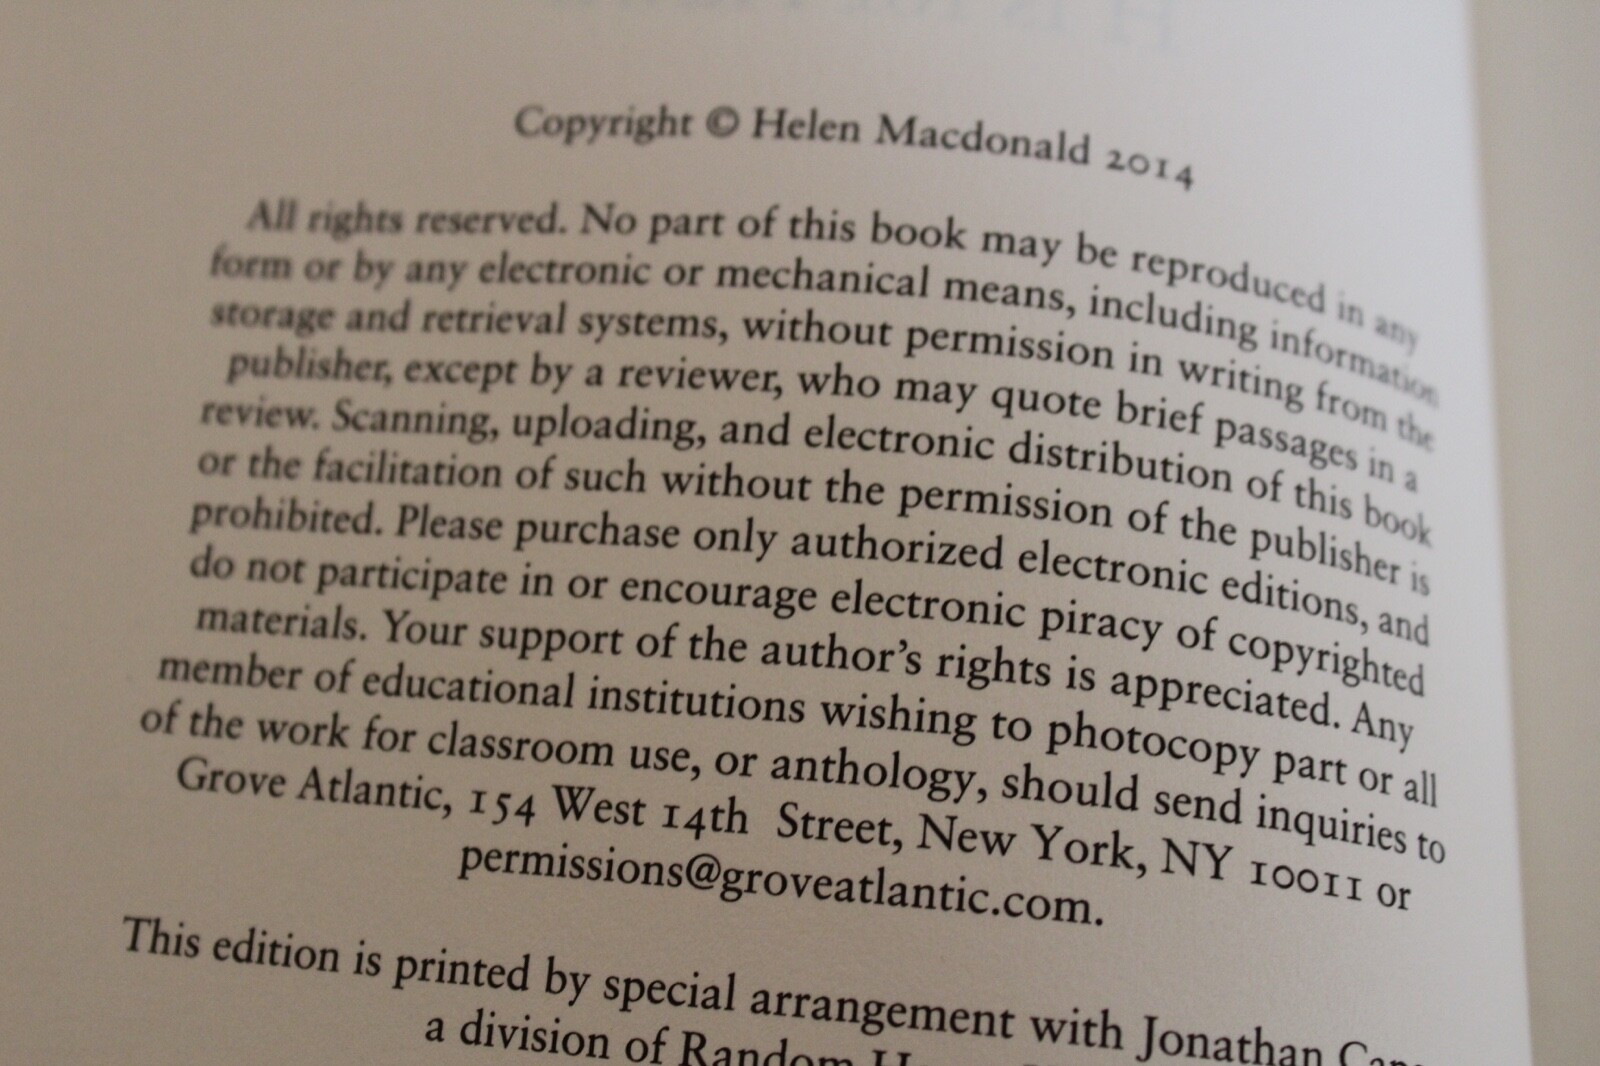 Copyright © Helen Macdonald 2014
All rights reserved. No part of this book may be reproduced in any
form or by any electronic or mechanical means, including information
storage and retrieval systems, without permission in writing from the
publisher, except by a reviewer, who may quote brief passages in a
review. Scanning, uploading, and electronic distribution of this book
or the facilitation of such without the permission of the publisher is
prohibited. Please purchase only authorized electronic editions, and
do not participate in or encourage electronic piracy of copyrighted
materials. Your support of the author's rights is appreciated. Any
member of educational institutions wishing to photocopy part or all
of the work for classroom use, or anthology, should send inquiries to
Grove Atlantic, 154 West 14th Street, New York, NY 10011 or
permissions@groveatlantic.com.
This edition is printed by special arrangement with Jonathan
a division of Random